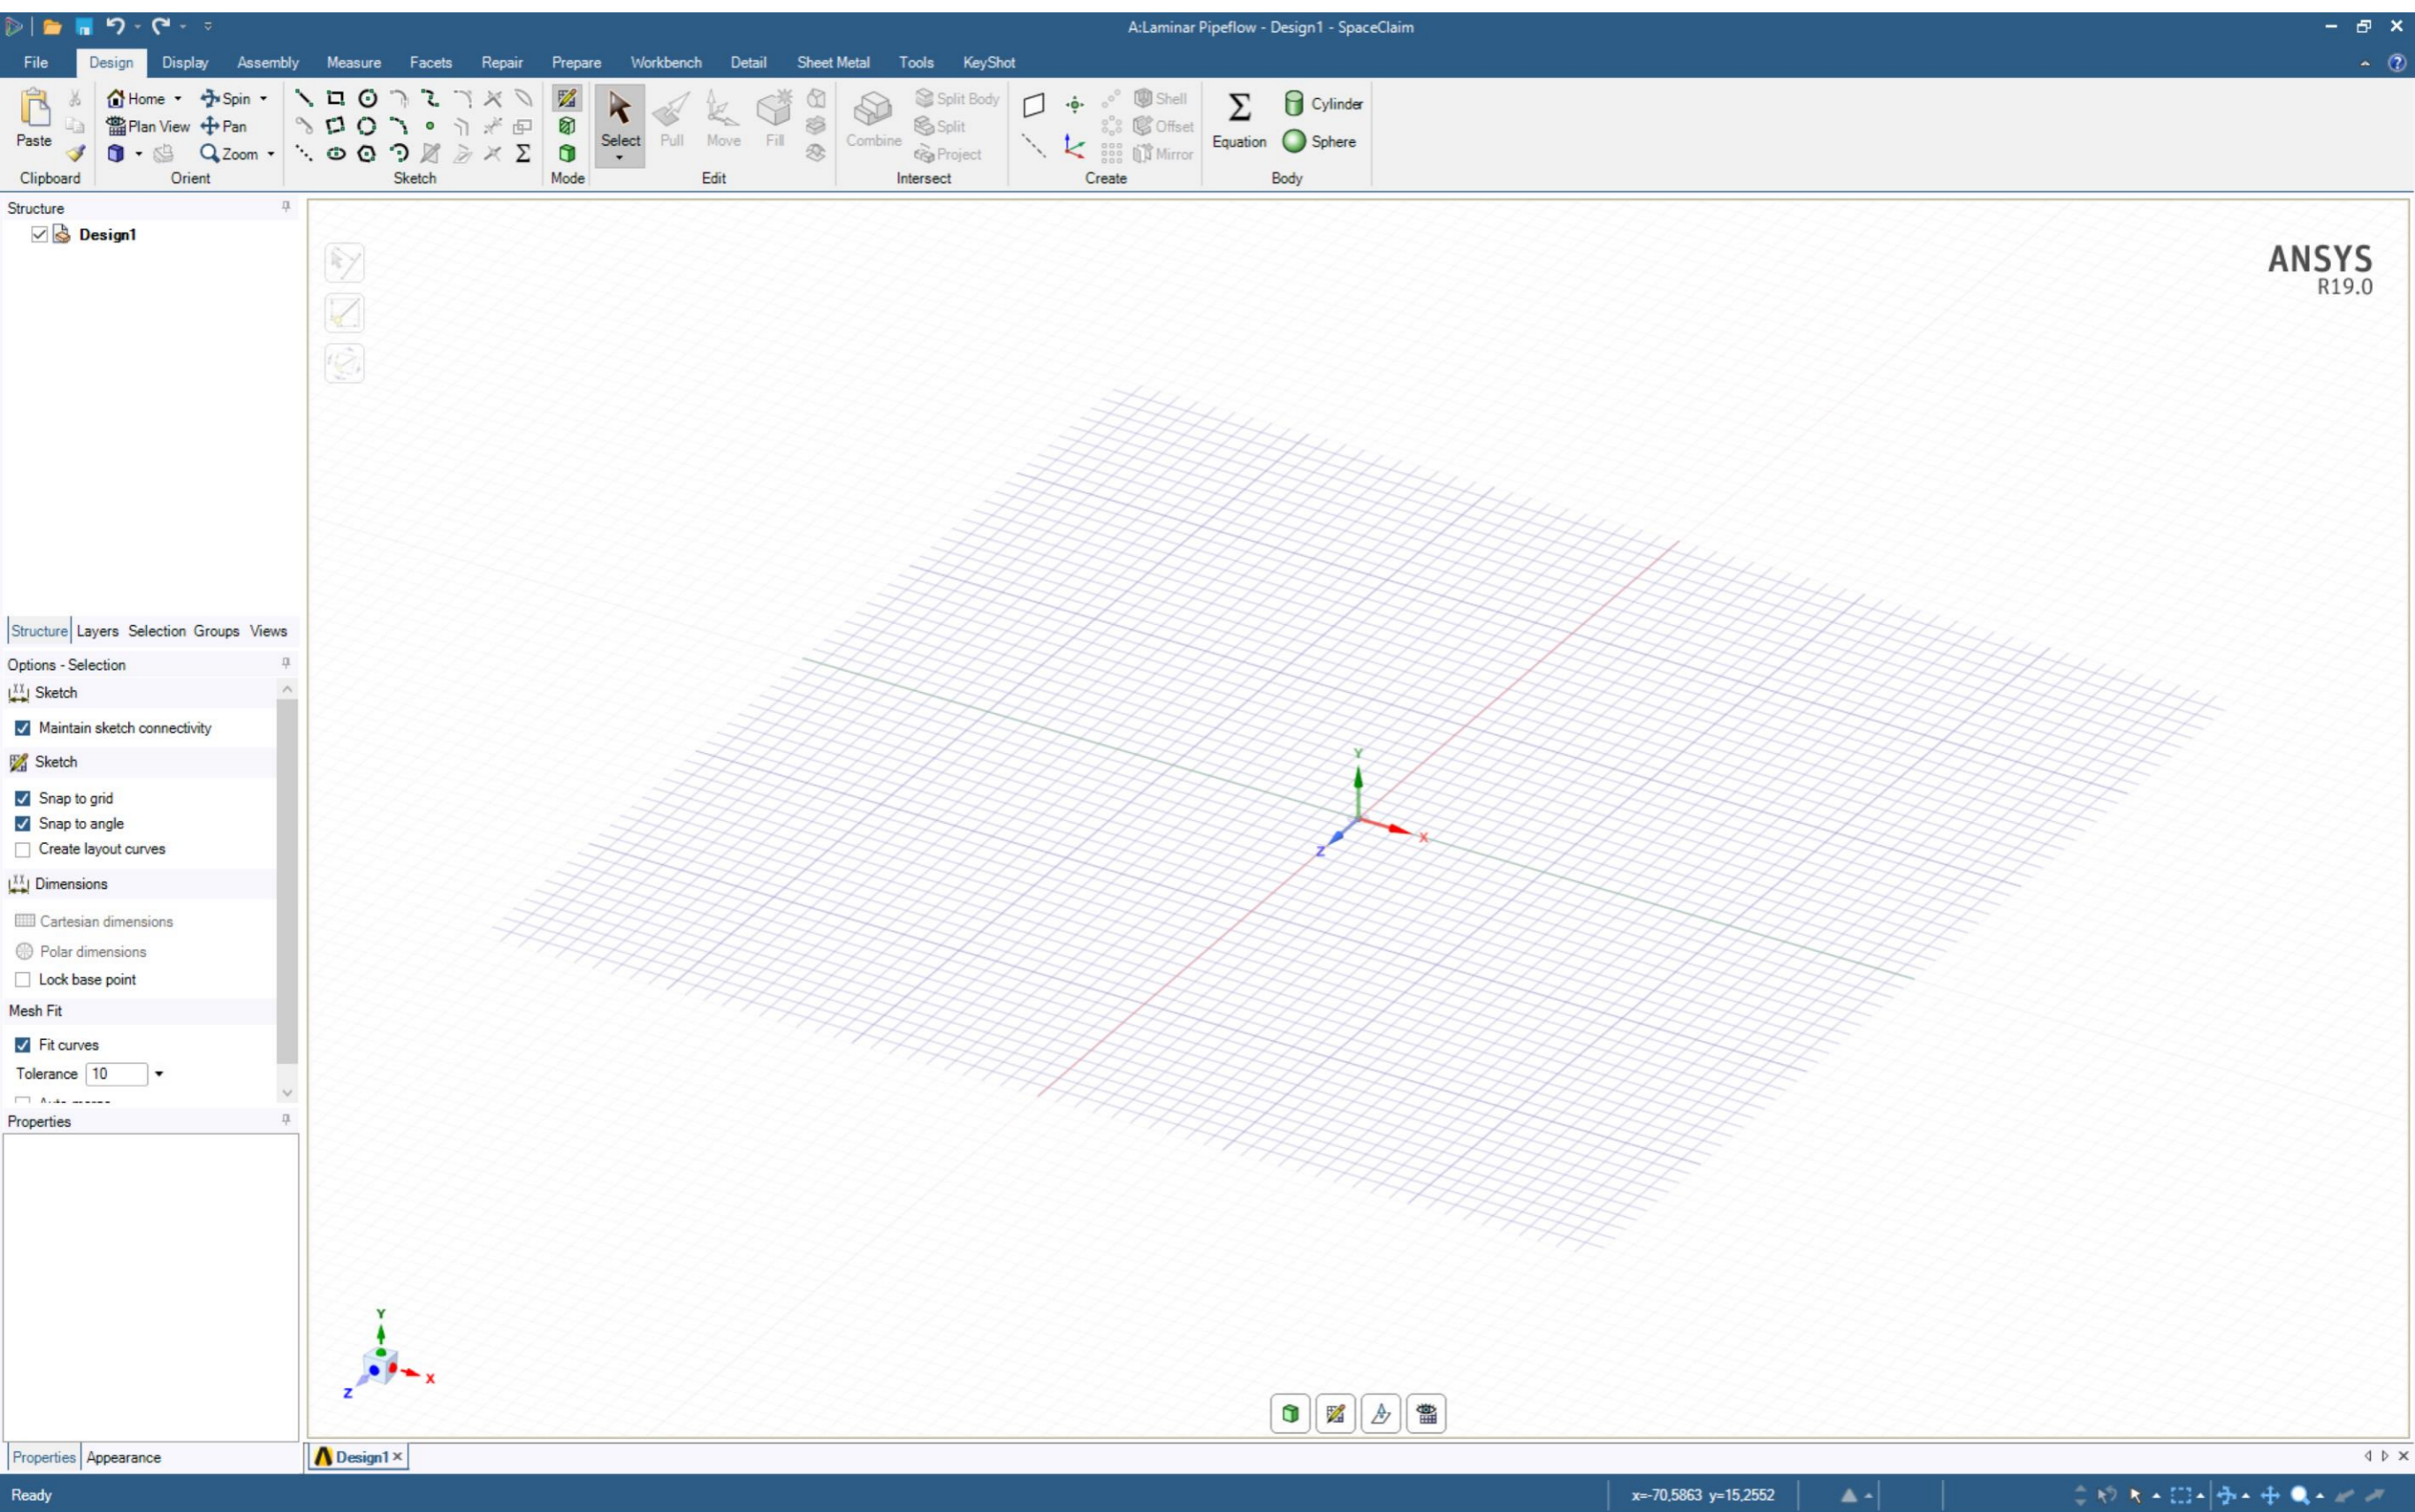 A:Laminar Pipeflow - Design1 - SpaceClaim
File Design Display Assembly Measure Facets Repair Prepare Workbench Detail Sheet Metal Tools KeyShot
Paste
Home Spin
Plan View Pan
Zoom
Select Pull Move Fill
Combine
Split Body
Split
Project
Shell
Offset
Mirror
Equation
Cylinder
Sphere
Clipboard Orient Sketch Mode Edit Intersect Create Body
Structure
Design1
ANSYS
R19.0
Structure Layers Selection Groups Views
Options - Selection
Sketch
Maintain sketch connectivity
Sketch
Snap to grid
Snap to angle
Create layout curves
Dimensions
Cartesian dimensions
Polar dimensions
Lock base point
Mesh Fit
Fit curves
Tolerance 10
Properties
Y
X
Z
Y
X
Z
Properties Appearance
Design1
Ready
x=-70,5863 y=15,2552